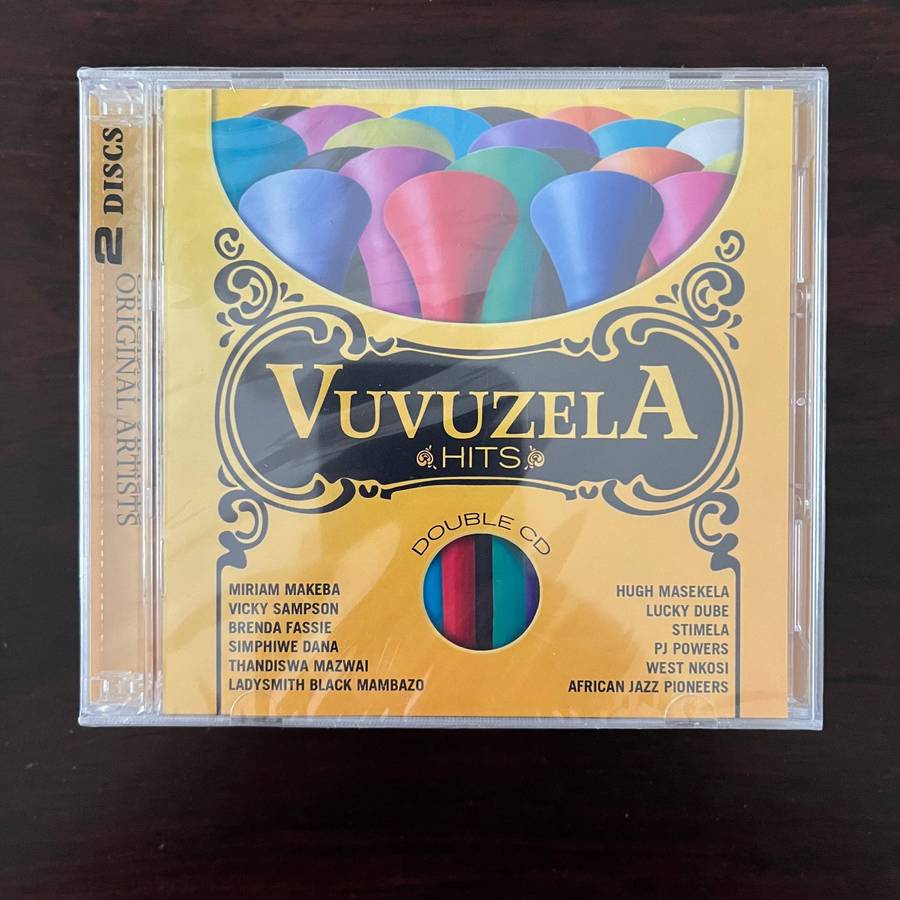 2 DISCS
ORIGINAL ARTISTS
VUVUZELA
HITS
DOUBLE CD
MIRIAM MAKEBA
VICKY SAMPSON
BRENDA FASSIE
SIMPHIWE DANA
THANDISWA MAZWAI
LADYSMITH BLACK MAMBAZO
HUGH MASEKELA
LUCKY DUBE
STIMELA
PJ POWERS
WEST NKOSI
AFRICAN JAZZ PIONEERS